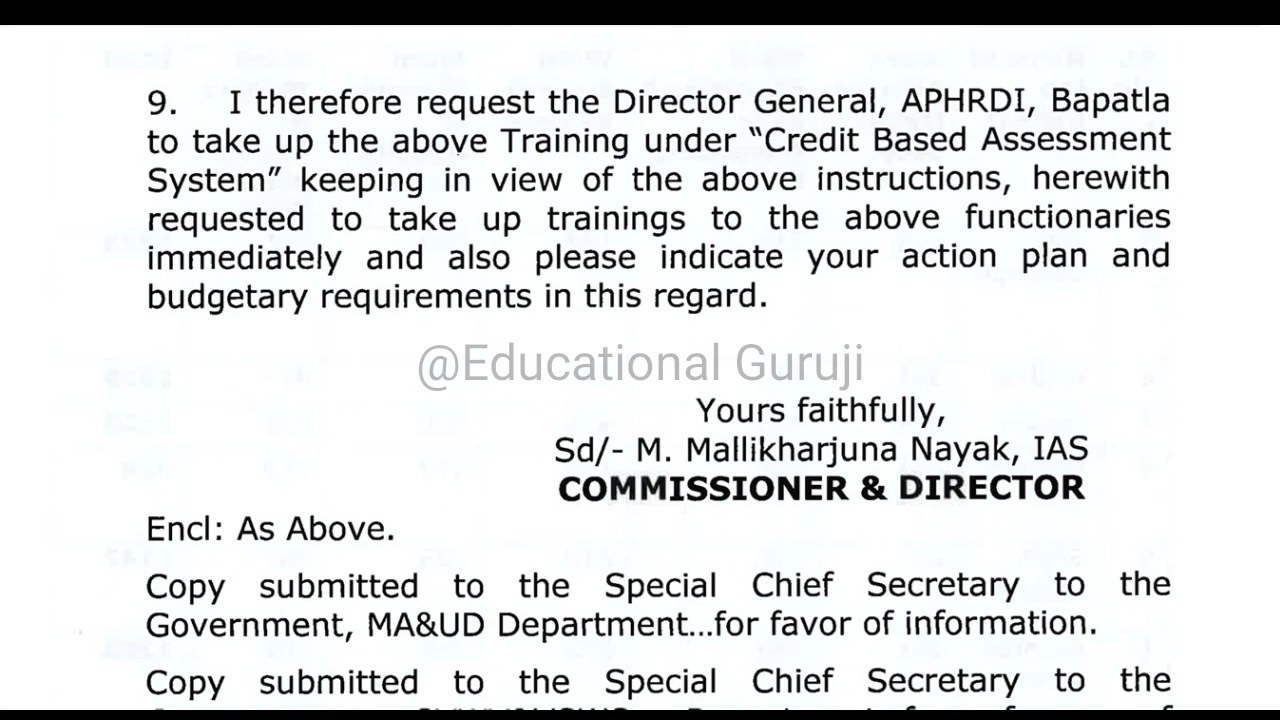 9. I therefore request the Director General, APHRDI, Bapatla
to take up the above Training under “Credit Based Assessment
System” keeping in view of the above instructions, herewith
requested to take up trainings to the above functionaries
immediately and also please indicate your action plan and
budgetary requirements in this regard.
@Educational Guruji
Yours faithfully,
Sd/- M. Mallikharjuna Nayak, IAS
COMMISSIONER & DIRECTOR
Encl: As Above.
Copy submitted to the Special Chief Secretary to the
Government, MA&UD Department...for favor of information.
Copy submitted to the Special Chief Secretary to the